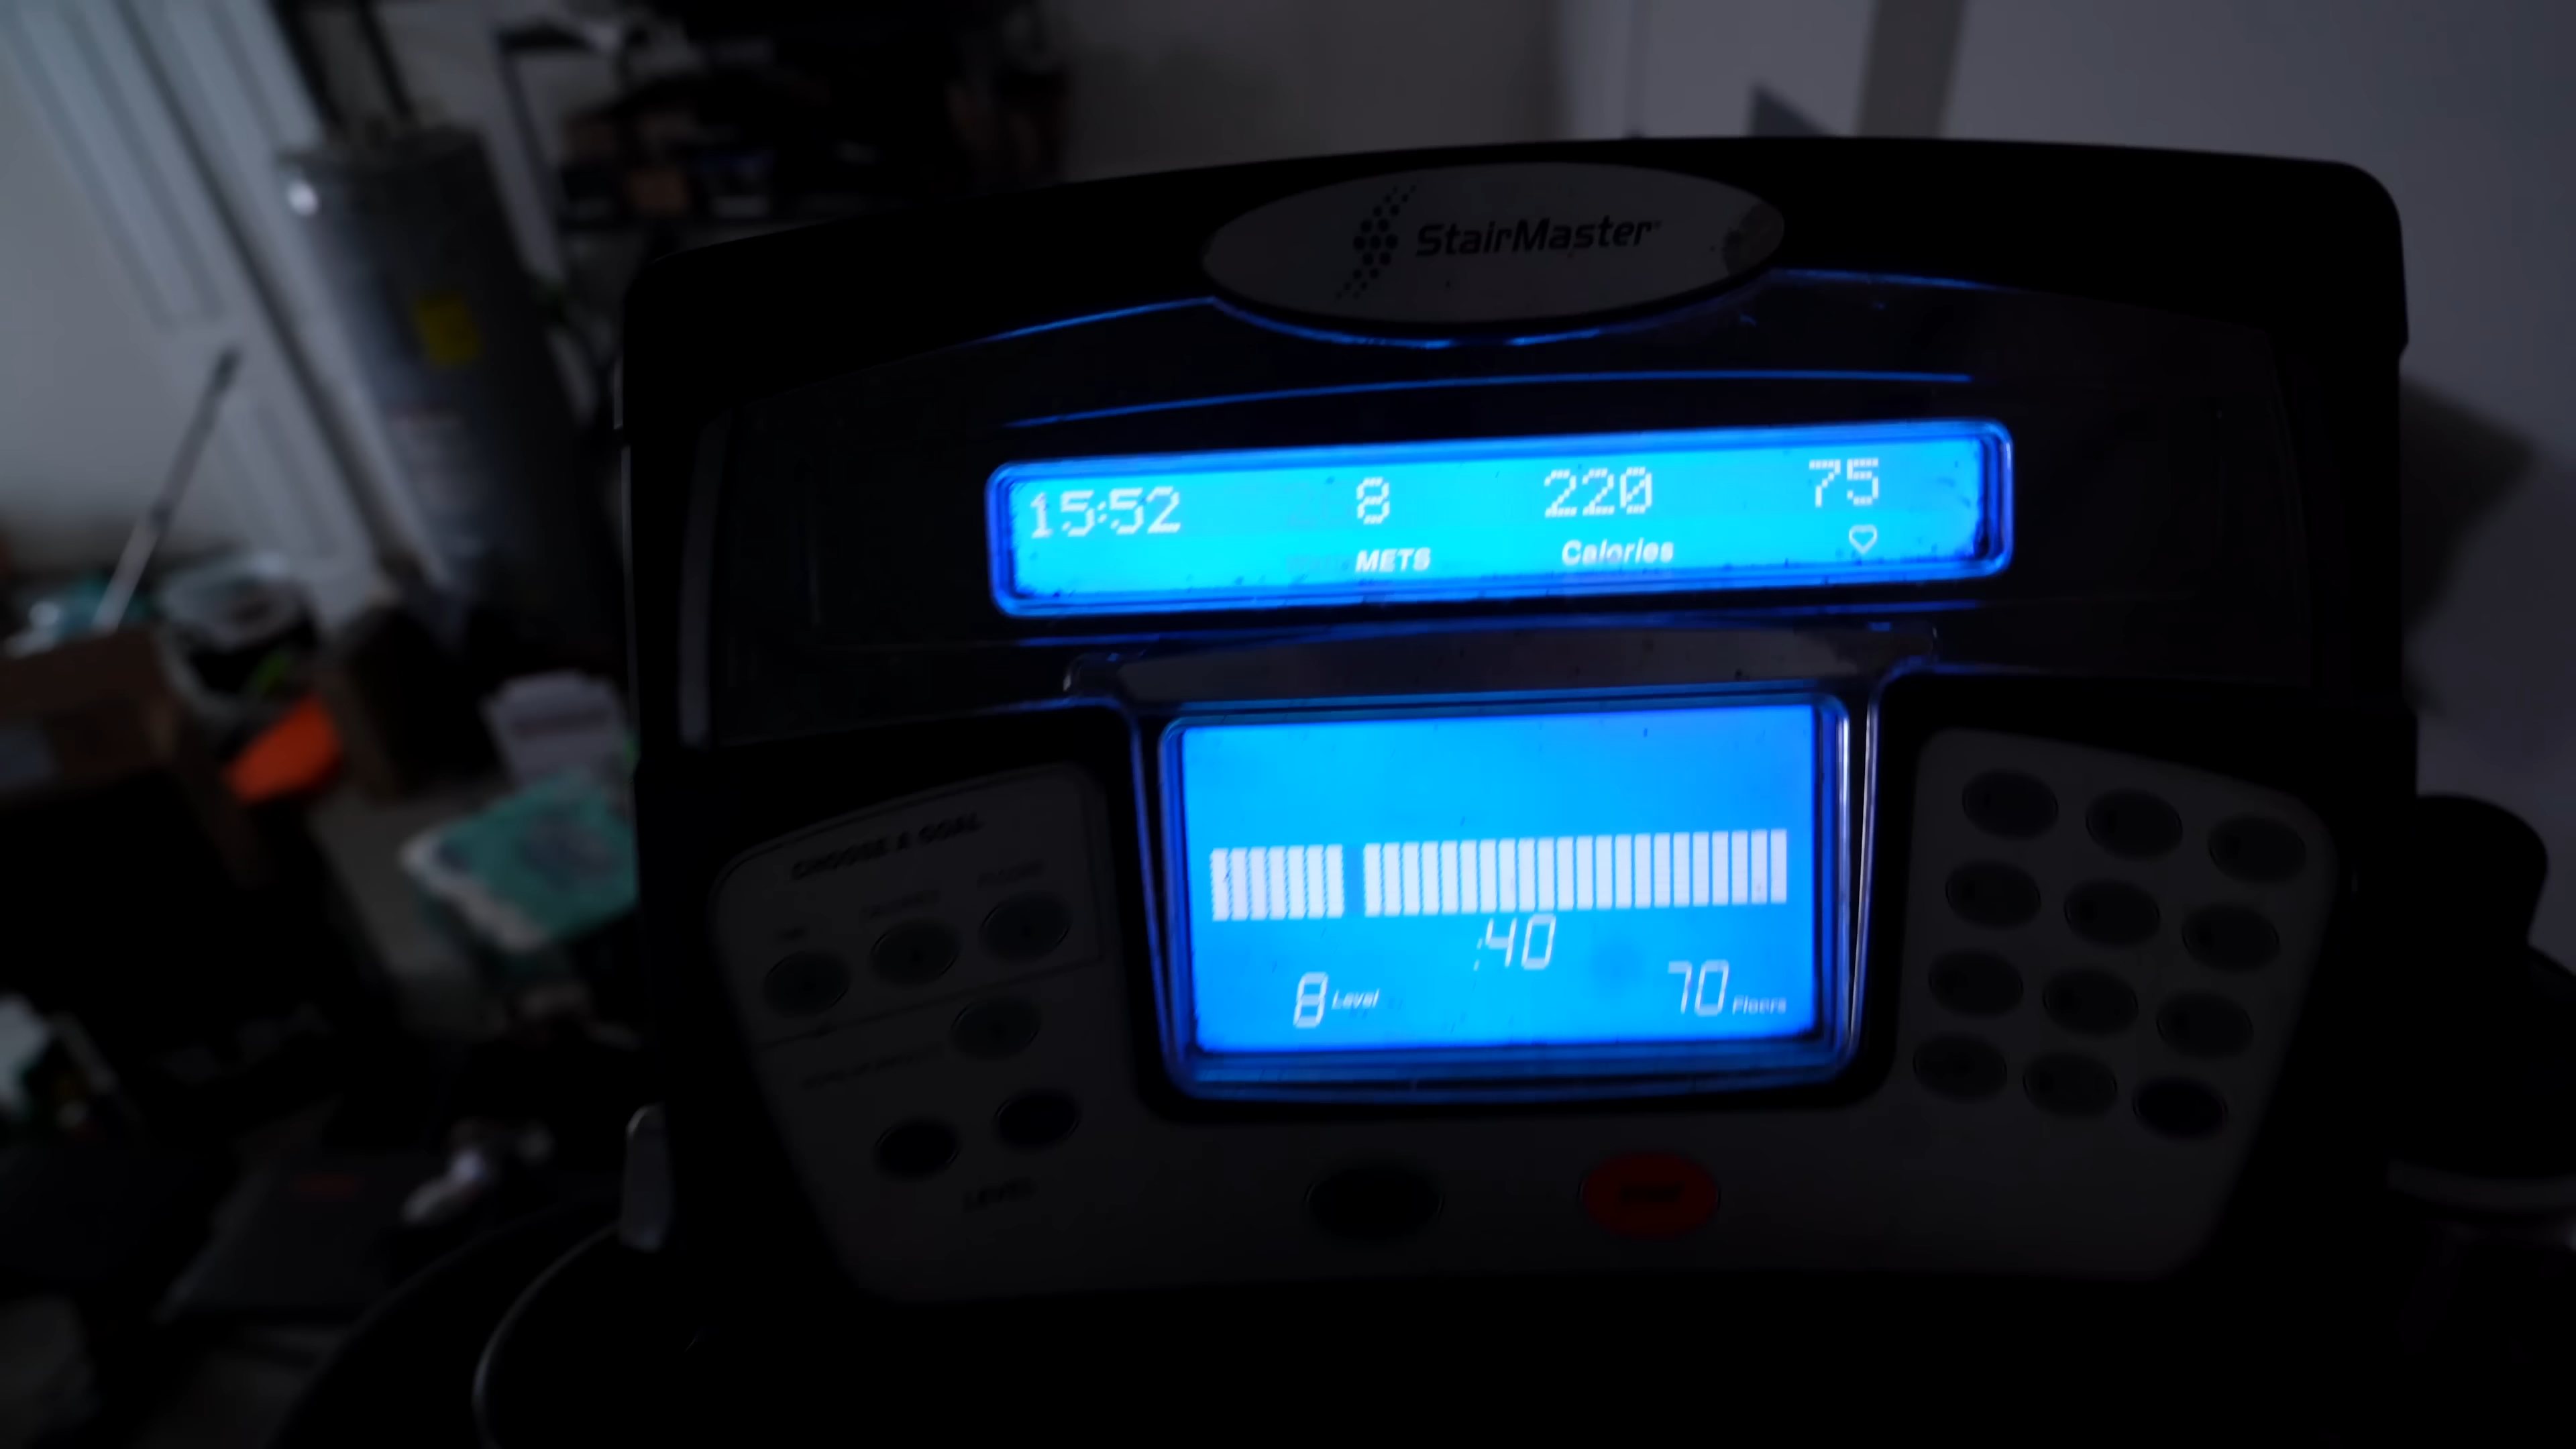 StairMaster
15:52 8 220 75
METS Calories
:40
8 Level 70 Floors
CHOOSE A GOAL
LEVEL